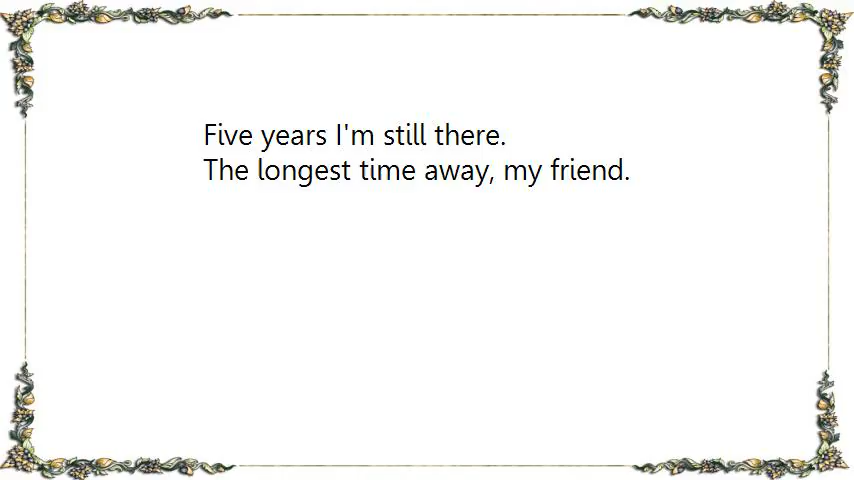 Five years I'm still there.
The longest time away, my friend.